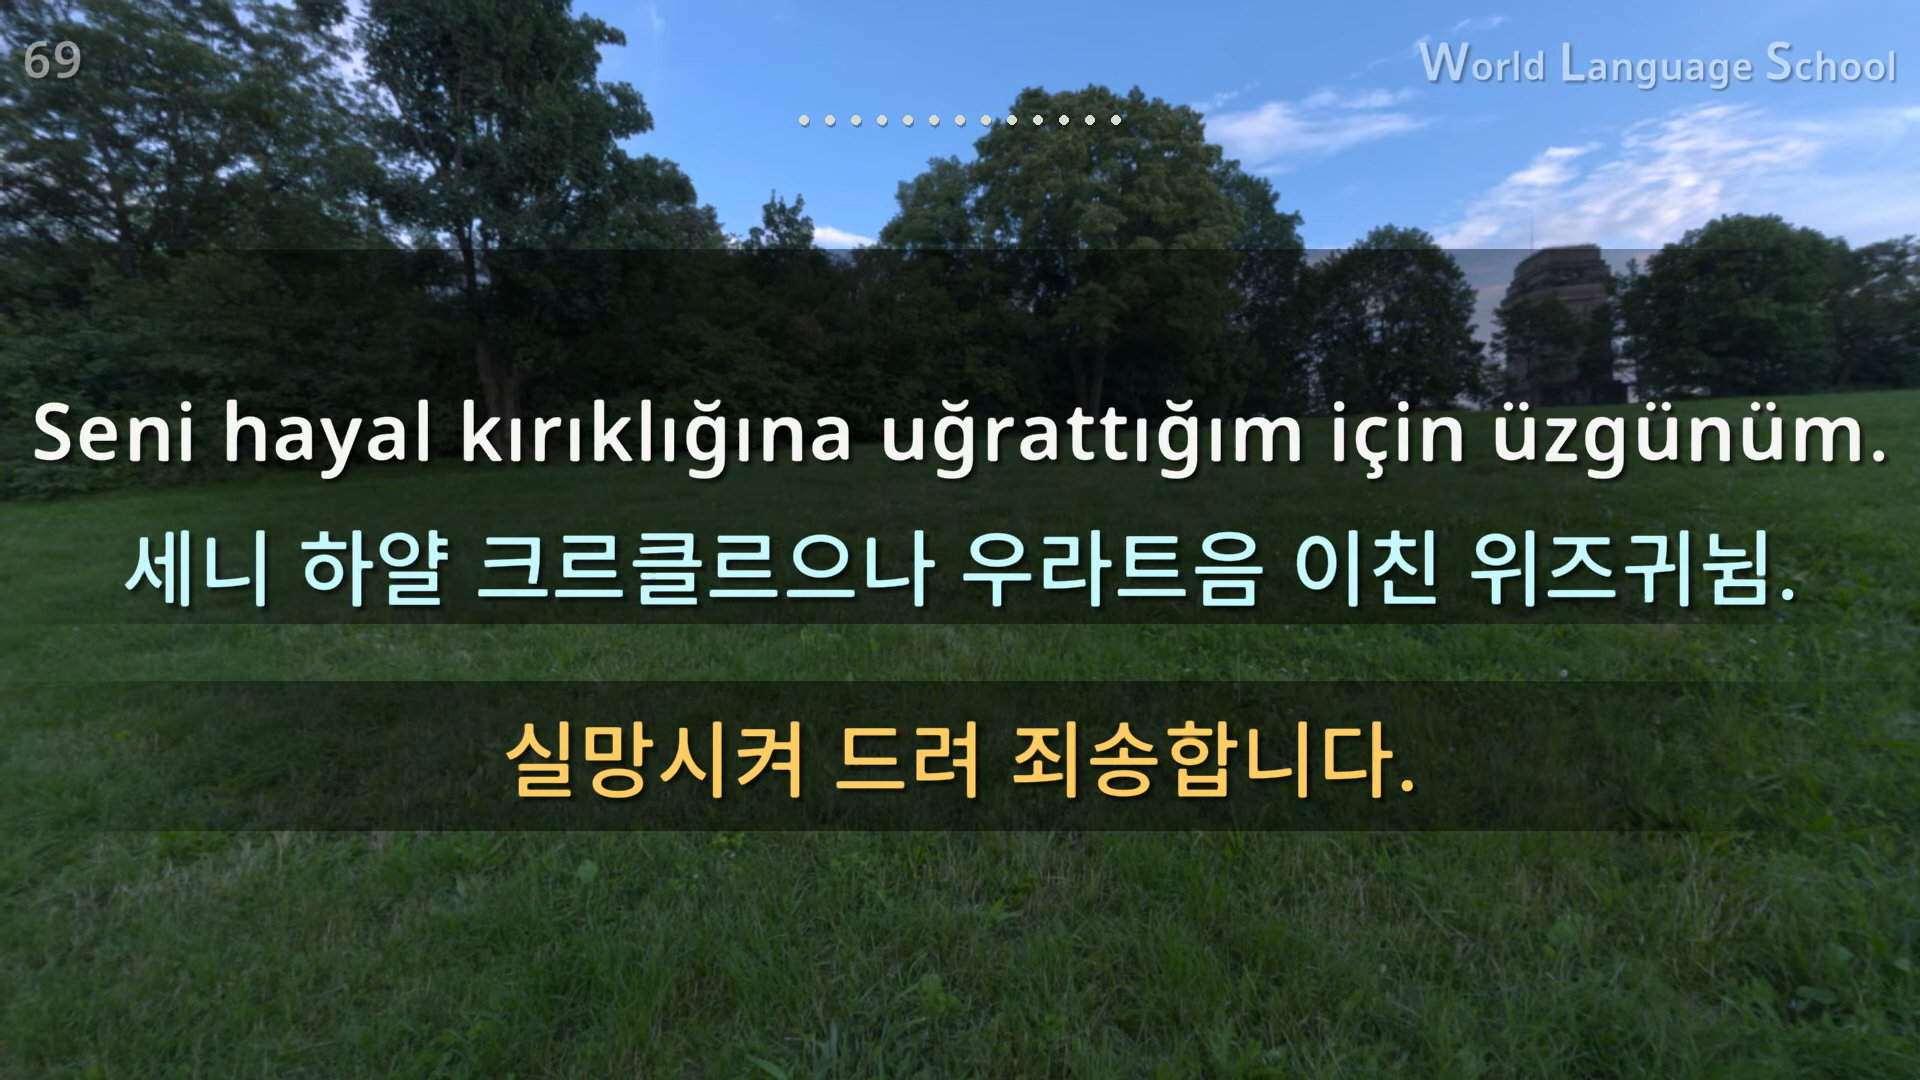 69
World Language School
Seni hayal kırıklığına uğrattığım için üzgünüm.
세니 하얄 크르클르으나 우라트음 이친 위즈귀뉨.
실망시켜 드려 죄송합니다.